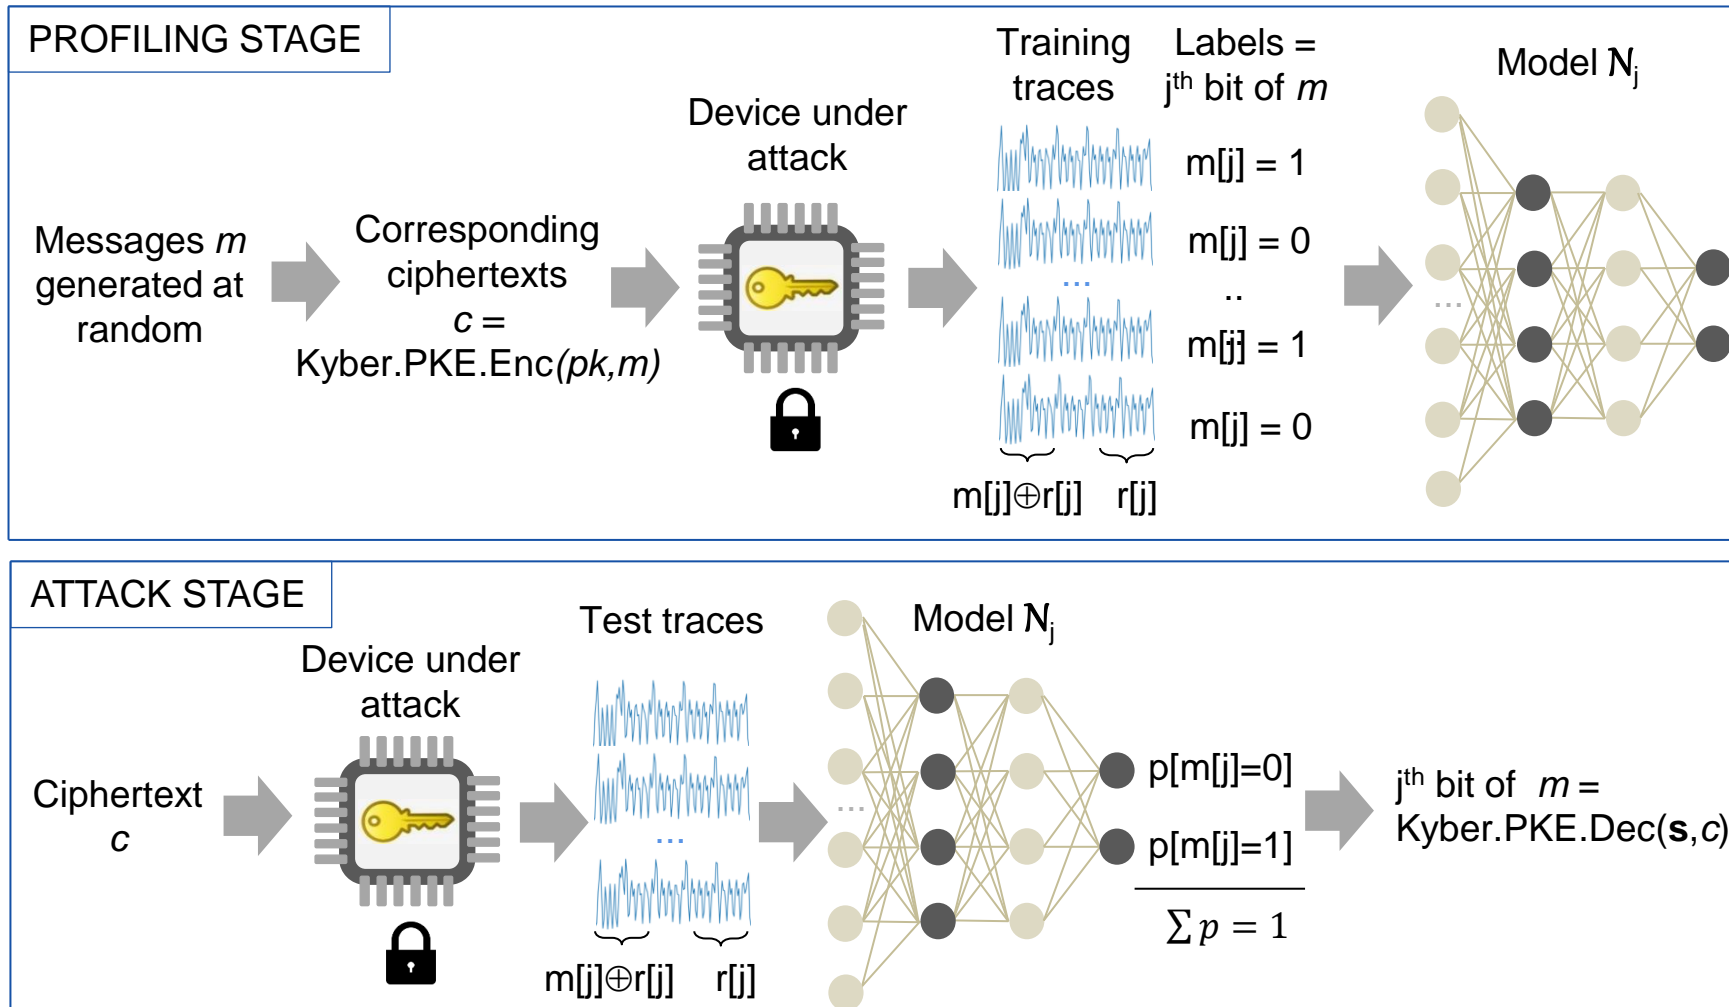 PROFILING STAGE
Messages m
generated at
random
Corresponding
ciphertexts
c =
Kyber.PKE.Enc(pk,m)
Device under
attack
Training
traces
...
m[j]⊕r[j] r[j]
Labels =
jth bit of m
m[j] = 1
m[j] = 0
..
m[j] = 1
m[j] = 0
Model Nj
...
ATTACK STAGE
Ciphertext
c
Device under
attack
Test traces
...
m[j]⊕r[j] r[j]
Model Nj
...
p[m[j]=0]
p[m[j]=1]
∑ p = 1
jth bit of m =
Kyber.PKE.Dec(s,c)